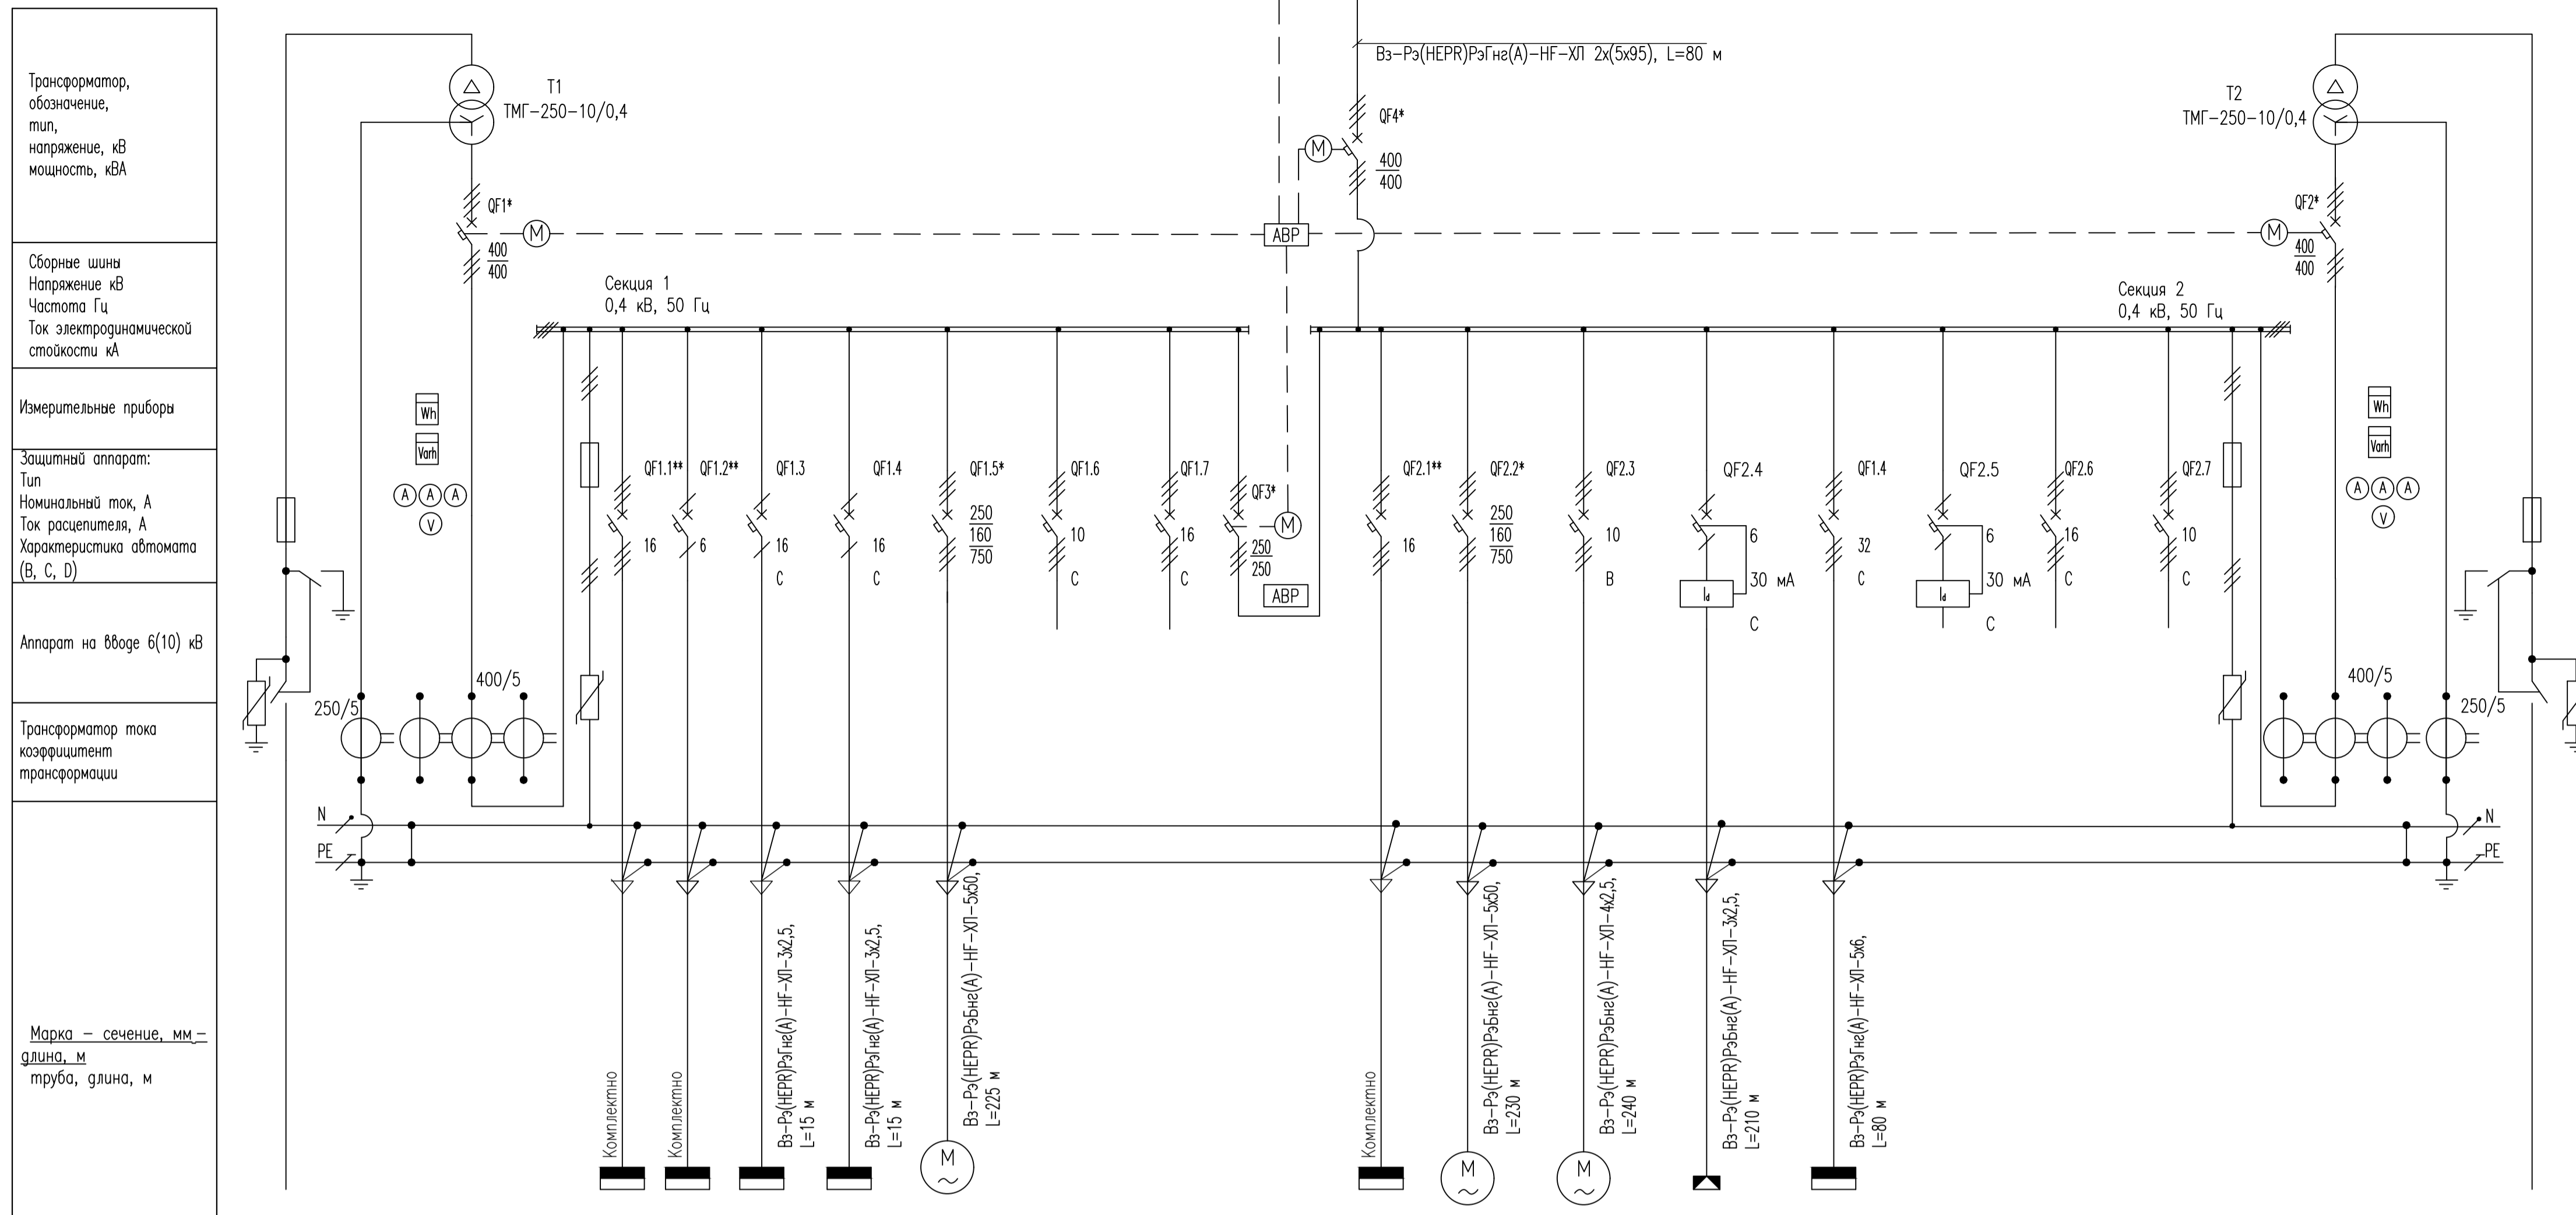 Трансформатор,
обозначение,
тип,
напряжение, кВ
мощность, кВА
Сборные шины
Напряжение кВ
Частота Гц
Ток электродинамической
стойкости кА
Измерительные приборы
Защитный аппарат:
Тип
Номинальный ток, А
Ток расцепителя, А
Характеристика автомата
(В, С, D)
Аппарат на вводе 6(10) кВ
Трансформатор тока
коэффицитент
трансформации
Марка – сечение, мм –
длина, м
труба, длина, м
Т1
ТМГ-250-10/0,4
QF1*
400
400
M
Вз-Рэ(HEPR)РэГнг(А)-HF-ХЛ 2х(5х95), L=80 м
QF4*
M
400
400
АВР
Т2
ТМГ-250-10/0,4
QF2*
M
400
400
Секция 1
0,4 кВ, 50 Гц
Секция 2
0,4 кВ, 50 Гц
Wh
Varh
A A A
V
Wh
Varh
A A A
V
QF1.1**
16
QF1.2**
6
QF1.3
16
C
QF1.4
16
C
QF1.5*
250
160
750
QF1.6
10
C
QF1.7
16
C
QF3*
M
250
250
АВР
QF2.1**
16
QF2.2*
250
160
750
QF2.3
10
B
QF2.4
6
30 мА
Id
C
QF1.4
32
C
QF2.5
6
30 мА
Id
C
QF2.6
16
C
QF2.7
10
C
250/5
400/5
400/5
250/5
N
PE
N
PE
Комплектно
Комплектно
Вз-Рэ(HEPR)РэГнг(А)-HF-ХЛ-3х2,5,
L=15 м
Вз-Рэ(HEPR)РэГнг(А)-HF-ХЛ-3х2,5,
L=15 м
Вз-Рэ(HEPR)РэБнг(А)-HF-ХЛ-5х50,
L=225 м
M
Комплектно
Вз-Рэ(HEPR)РэБнг(А)-HF-ХЛ-5х50,
L=230 м
M
Вз-Рэ(HEPR)РэБнг(А)-HF-ХЛ-4х2,5,
L=240 м
M
Вз-Рэ(HEPR)РэБнг(А)-HF-ХЛ-3х2,5,
L=210 м
Вз-Рэ(HEPR)РэГнг(А)-HF-ХЛ-5х6,
L=80 м